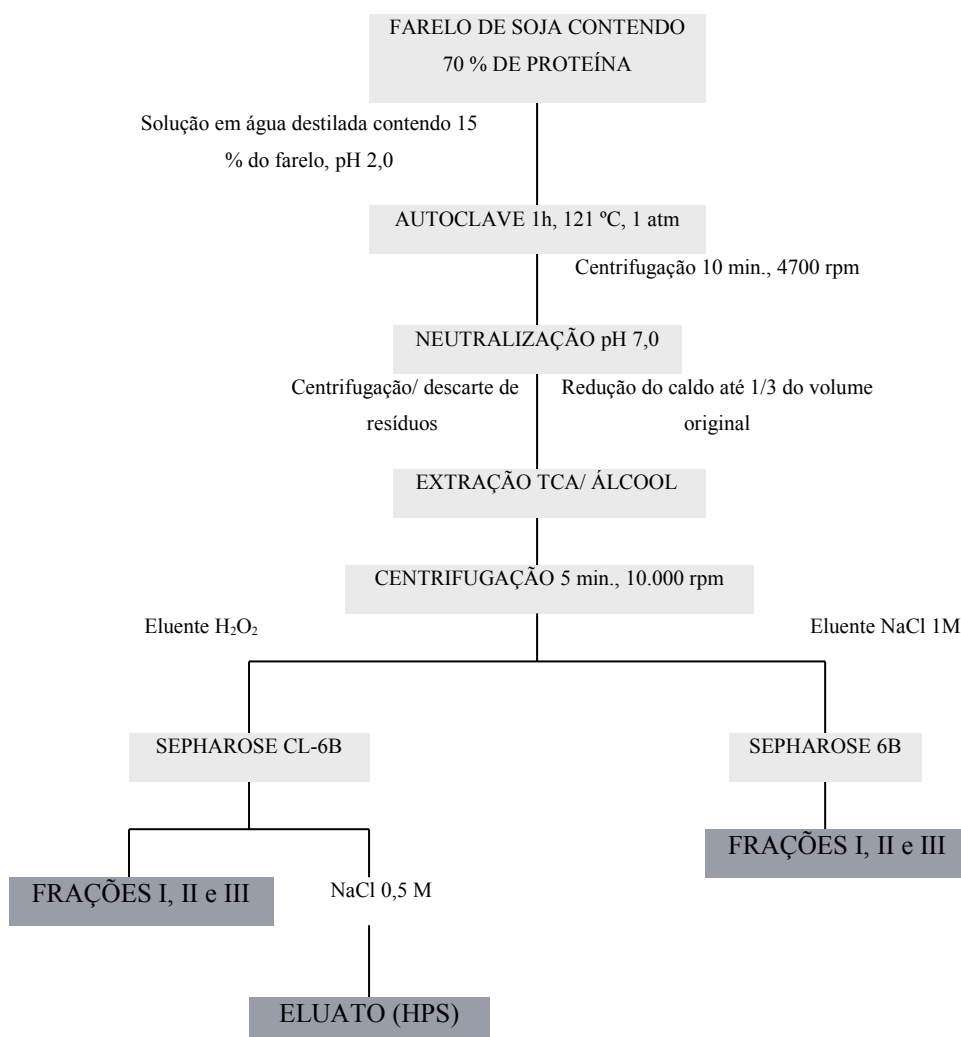 FARELO DE SOJA CONTENDO
70 % DE PROTEÍNA
Solução em água destilada contendo 15
% do farelo, pH 2,0
AUTOCLAVE 1h, 121 ºC, 1 atm
Centrifugação 10 min., 4700 rpm
NEUTRALIZAÇÃO pH 7,0
Centrifugação/ descarte de
resíduos
Redução do caldo até 1/3 do volume
original
EXTRAÇÃO TCA/ ÁLCOOL
CENTRIFUGAÇÃO 5 min., 10.000 rpm
Eluente H₂O₂
Eluente NaCl 1M
SEPHAROSE CL-6B
SEPHAROSE 6B
FRAÇÕES I, II e III
FRAÇÕES I, II e III
NaCl 0,5 M
ELUATO (HPS)